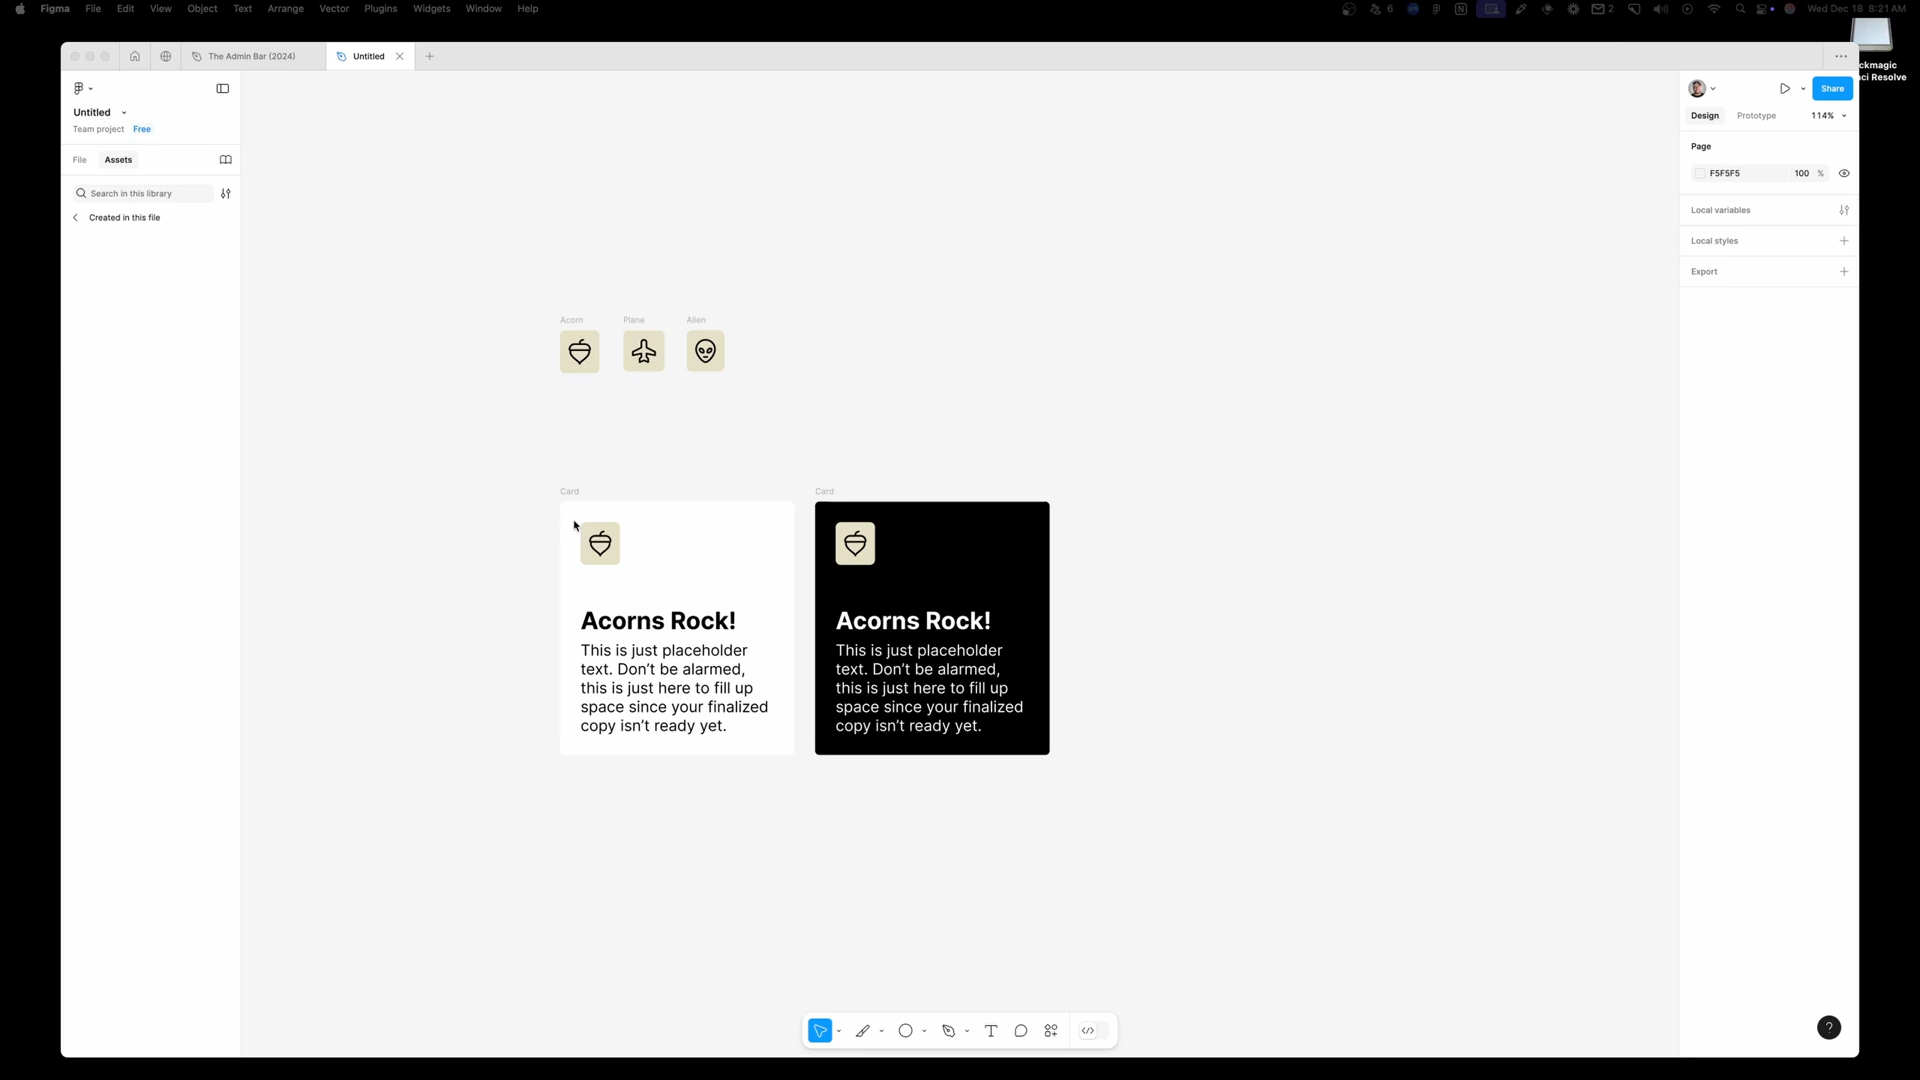 Figma File Edit View Object Text Arrange Vector Plugins Widgets Window Help 6 2 Wed Dec 18 8:21 AM
ckmagic
ci Resolve
The Admin Bar (2024) Untitled
Untitled
Team project Free
File Assets
Search in this library
Created in this file
Share
Design Prototype 114%
Page
F5F5F5 100 %
Local variables
Local styles
Export
Acorn Plane Alien
Card Card
Acorns Rock!
This is just placeholder
text. Don’t be alarmed,
this is just here to fill up
space since your finalized
copy isn’t ready yet.
Acorns Rock!
This is just placeholder
text. Don’t be alarmed,
this is just here to fill up
space since your finalized
copy isn’t ready yet.